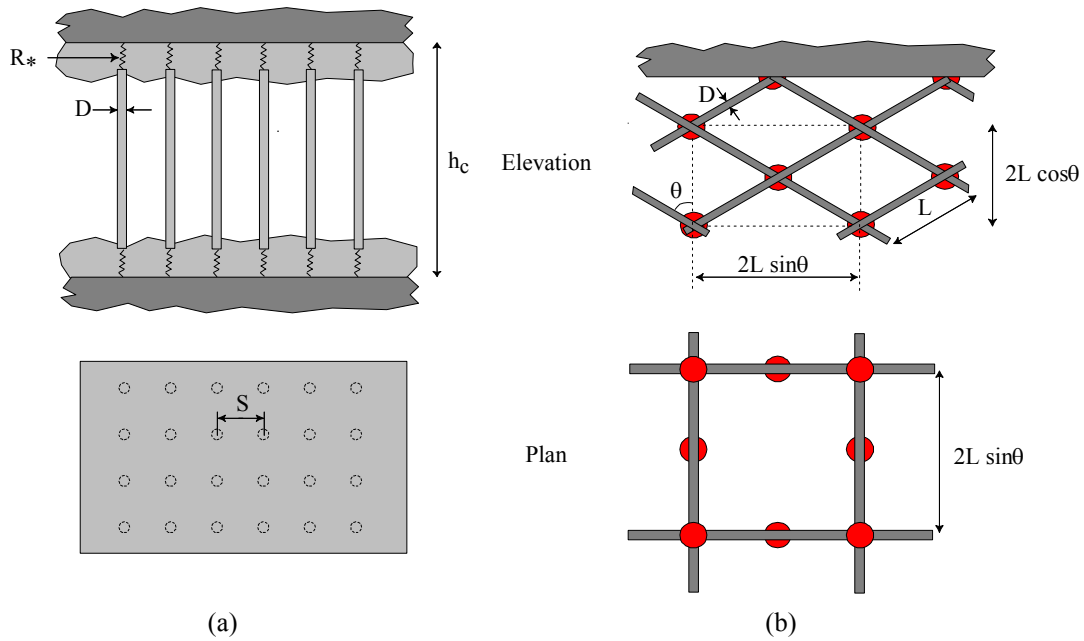 R*
D
h_c
S
(a)
Elevation
D
θ
L
2L cosθ
2L sinθ
Plan
2L sinθ
(b)